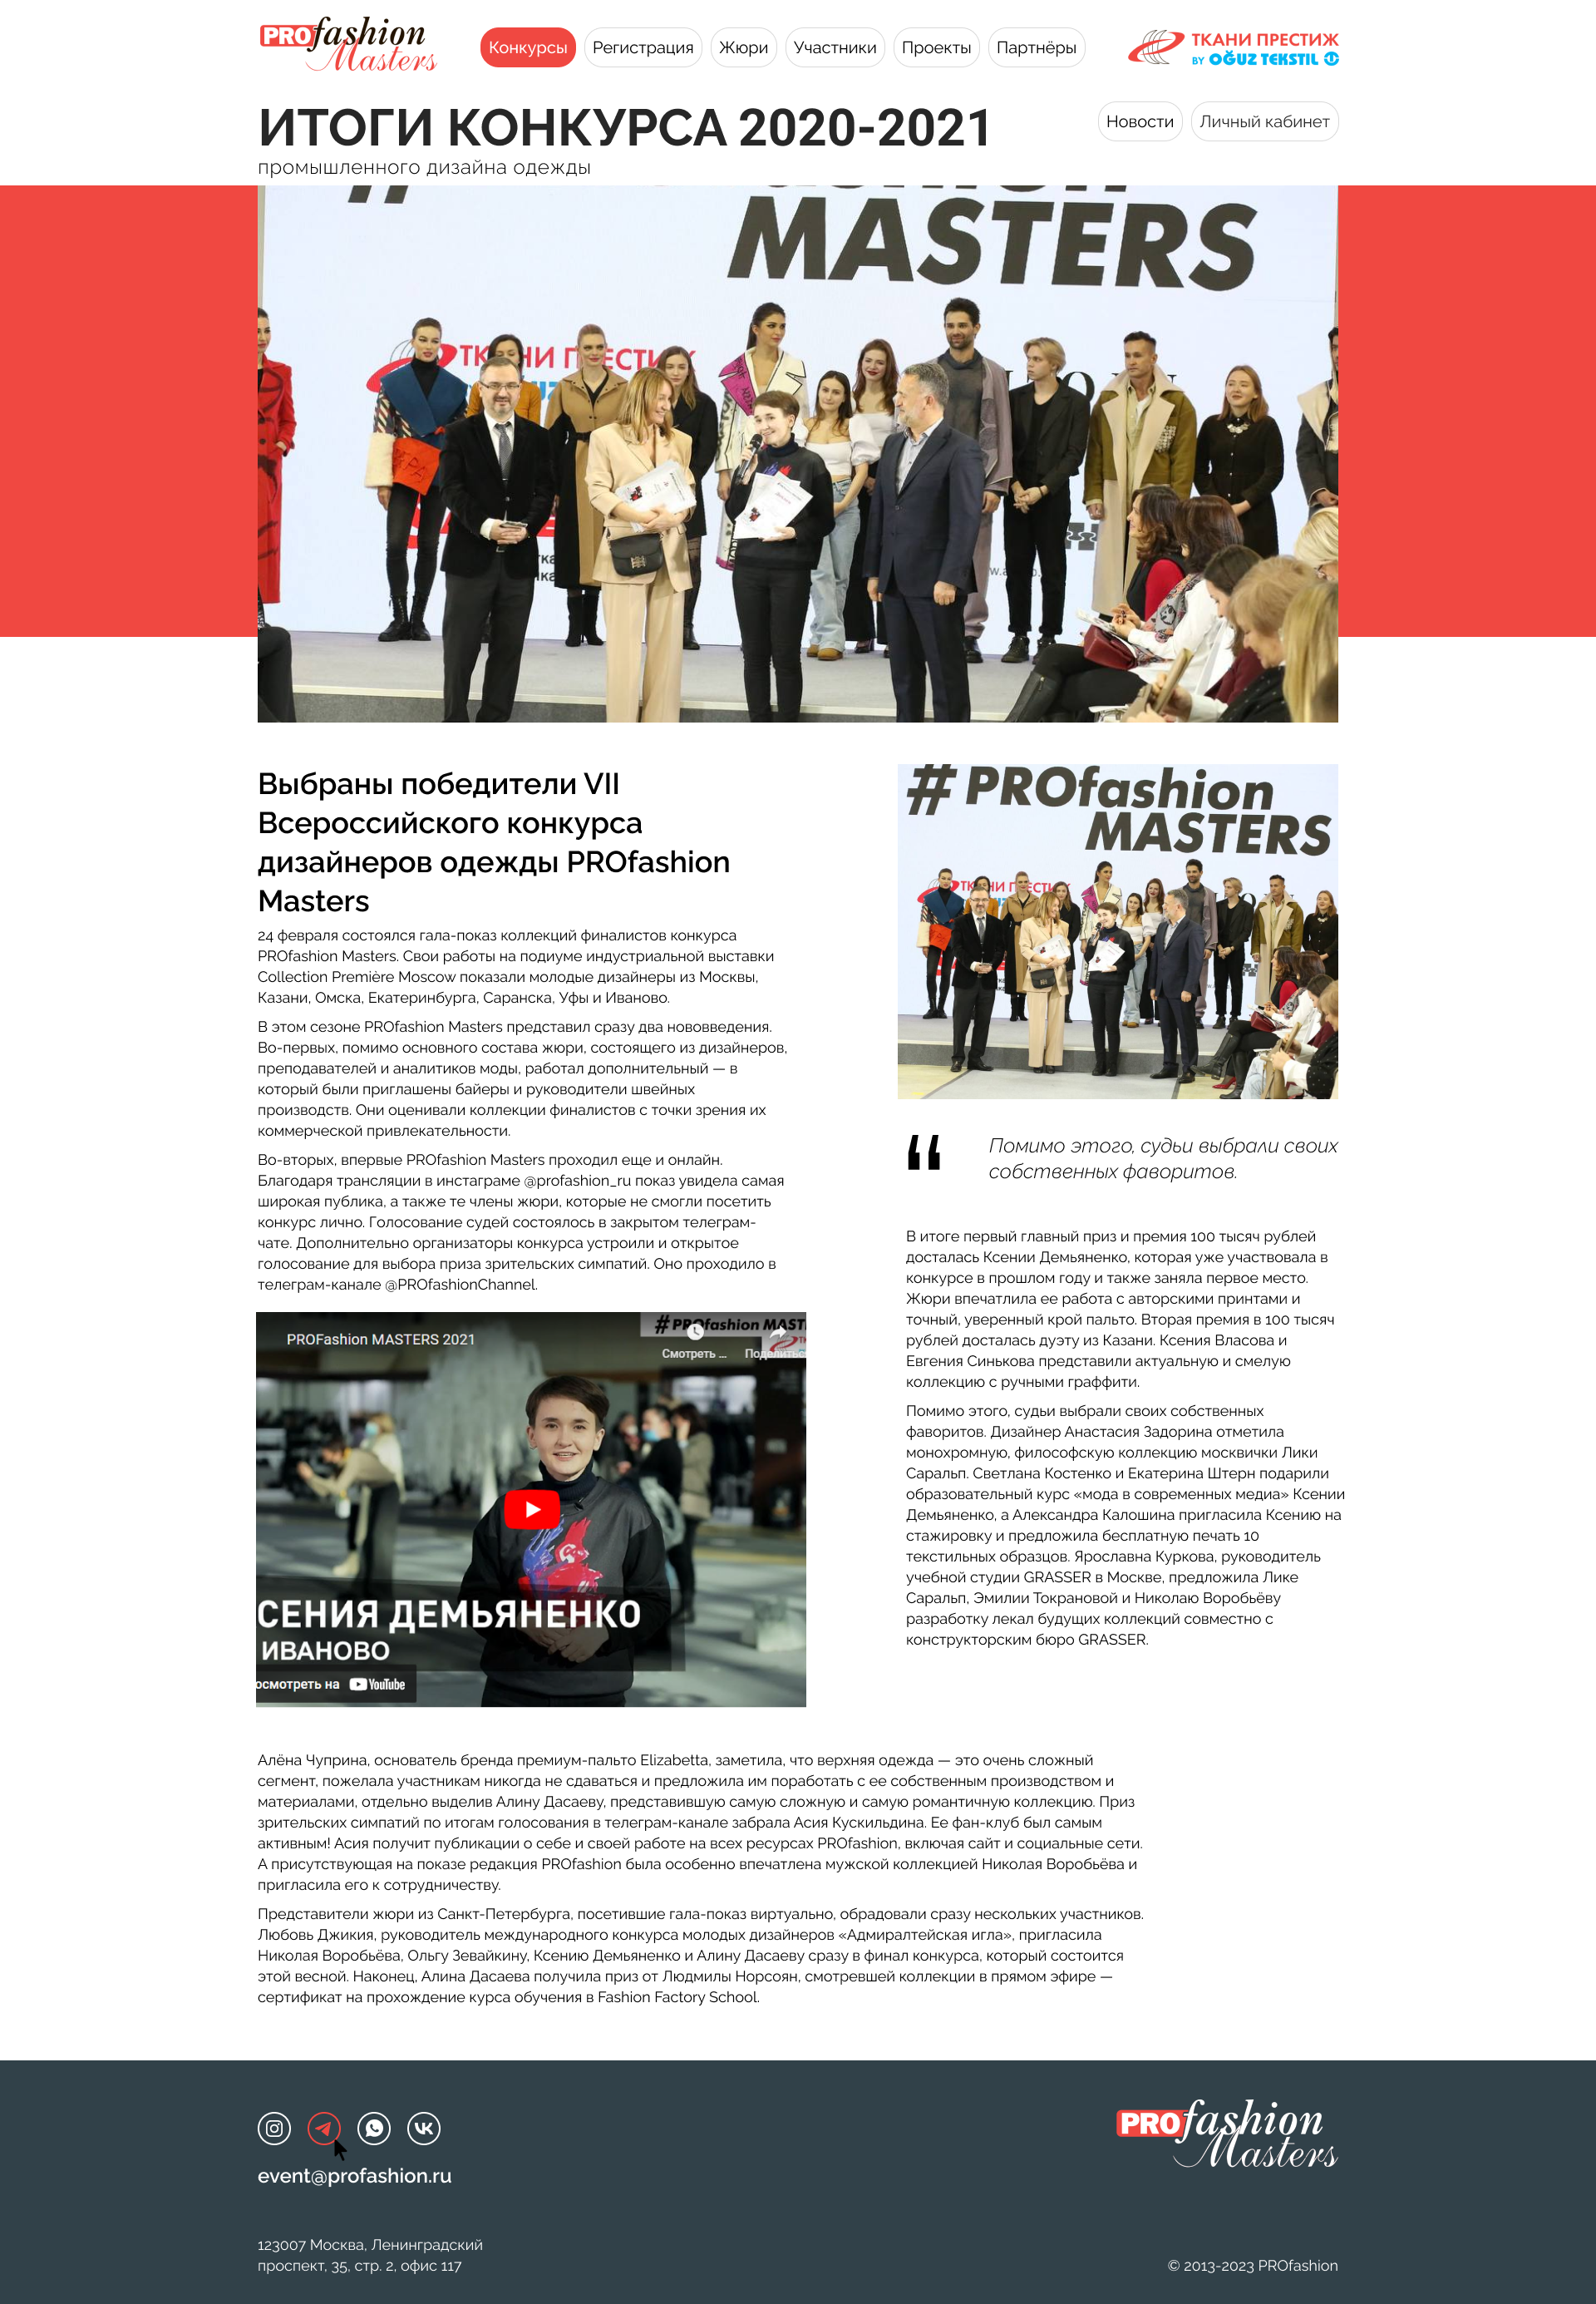 PROfashion
Masters
Конкурсы
Регистрация
Жюри
Участники
Проекты
Партнёры
ТКАНИ ПРЕСТИЖ
BY OĞUZ TEKSTIL
ИТОГИ КОНКУРСА 2020-2021
промышленного дизайна одежды
Новости
Личный кабинет
MASTERS
Выбраны победители VII
Всероссийского конкурса
дизайнеров одежды PROfashion
Masters
24 февраля состоялся гала-показ коллекций финалистов конкурса
PROfashion Masters. Свои работы на подиуме индустриальной выставки
Collection Première Moscow показали молодые дизайнеры из Москвы,
Казани, Омска, Екатеринбурга, Саранска, Уфы и Иваново.
В этом сезоне PROfashion Masters представил сразу два нововведения.
Во-первых, помимо основного состава жюри, состоящего из дизайнеров,
преподавателей и аналитиков моды, работал дополнительный — в
который были приглашены байеры и руководители швейных
производств. Они оценивали коллекции финалистов с точки зрения их
коммерческой привлекательности.
Во-вторых, впервые PROfashion Masters проходил еще и онлайн.
Благодаря трансляции в инстаграме @profashion_ru показ увидела самая
широкая публика, а также те члены жюри, которые не смогли посетить
конкурс лично. Голосование судей состоялось в закрытом телеграм-
чате. Дополнительно организаторы конкурса устроили и открытое
голосование для выбора приза зрительских симпатий. Оно проходило в
телеграм-канале @PROfashionChannel.
PROFashion MASTERS 2021
#PROfashion MAST
Смотреть ...
Поделиться
СЕНИЯ ДЕМЬЯНЕНКО
ИВАНОВО
осмотреть на YouTube
#PROfashion
MASTERS
“
Помимо этого, судьи выбрали своих
собственных фаворитов.
В итоге первый главный приз и премия 100 тысяч рублей
досталась Ксении Демьяненко, которая уже участвовала в
конкурсе в прошлом году и также заняла первое место.
Жюри впечатлила ее работа с авторскими принтами и
точный, уверенный крой пальто. Вторая премия в 100 тысяч
рублей досталась дуэту из Казани. Ксения Власова и
Евгения Синькова представили актуальную и смелую
коллекцию с ручными граффити.
Помимо этого, судьи выбрали своих собственных
фаворитов. Дизайнер Анастасия Задорина отметила
монохромную, философскую коллекцию москвички Лики
Саральп. Светлана Костенко и Екатерина Штерн подарили
образовательный курс «мода в современных медиа» Ксении
Демьяненко, а Александра Калошина пригласила Ксению на
стажировку и предложила бесплатную печать 10
текстильных образцов. Ярославна Куркова, руководитель
учебной студии GRASSER в Москве, предложила Лике
Саральп, Эмилии Токрановой и Николаю Воробьёву
разработку лекал будущих коллекций совместно с
конструкторским бюро GRASSER.
Алёна Чуприна, основатель бренда премиум-пальто Elizabetta, заметила, что верхняя одежда — это очень сложный
сегмент, пожелала участникам никогда не сдаваться и предложила им поработать с ее собственным производством и
материалами, отдельно выделив Алину Дасаеву, представившую самую сложную и самую романтичную коллекцию. Приз
зрительских симпатий по итогам голосования в телеграм-канале забрала Асия Кускильдина. Ее фан-клуб был самым
активным! Асия получит публикации о себе и своей работе на всех ресурсах PROfashion, включая сайт и социальные сети.
А присутствующая на показе редакция PROfashion была особенно впечатлена мужской коллекцией Николая Воробьёва и
пригласила его к сотрудничеству.
Представители жюри из Санкт-Петербурга, посетившие гала-показ виртуально, обрадовали сразу нескольких участников.
Любовь Джикия, руководитель международного конкурса молодых дизайнеров «Адмиралтейская игла», пригласила
Николая Воробьёва, Ольгу Зевайкину, Ксению Демьяненко и Алину Дасаеву сразу в финал конкурса, который состоится
этой весной. Наконец, Алина Дасаева получила приз от Людмилы Норсоян, смотревшей коллекции в прямом эфире —
сертификат на прохождение курса обучения в Fashion Factory School.
PROfashion
Masters
event@profashion.ru
123007 Москва, Ленинградский
проспект, 35, стр. 2, офис 117
© 2013-2023 PROfashion